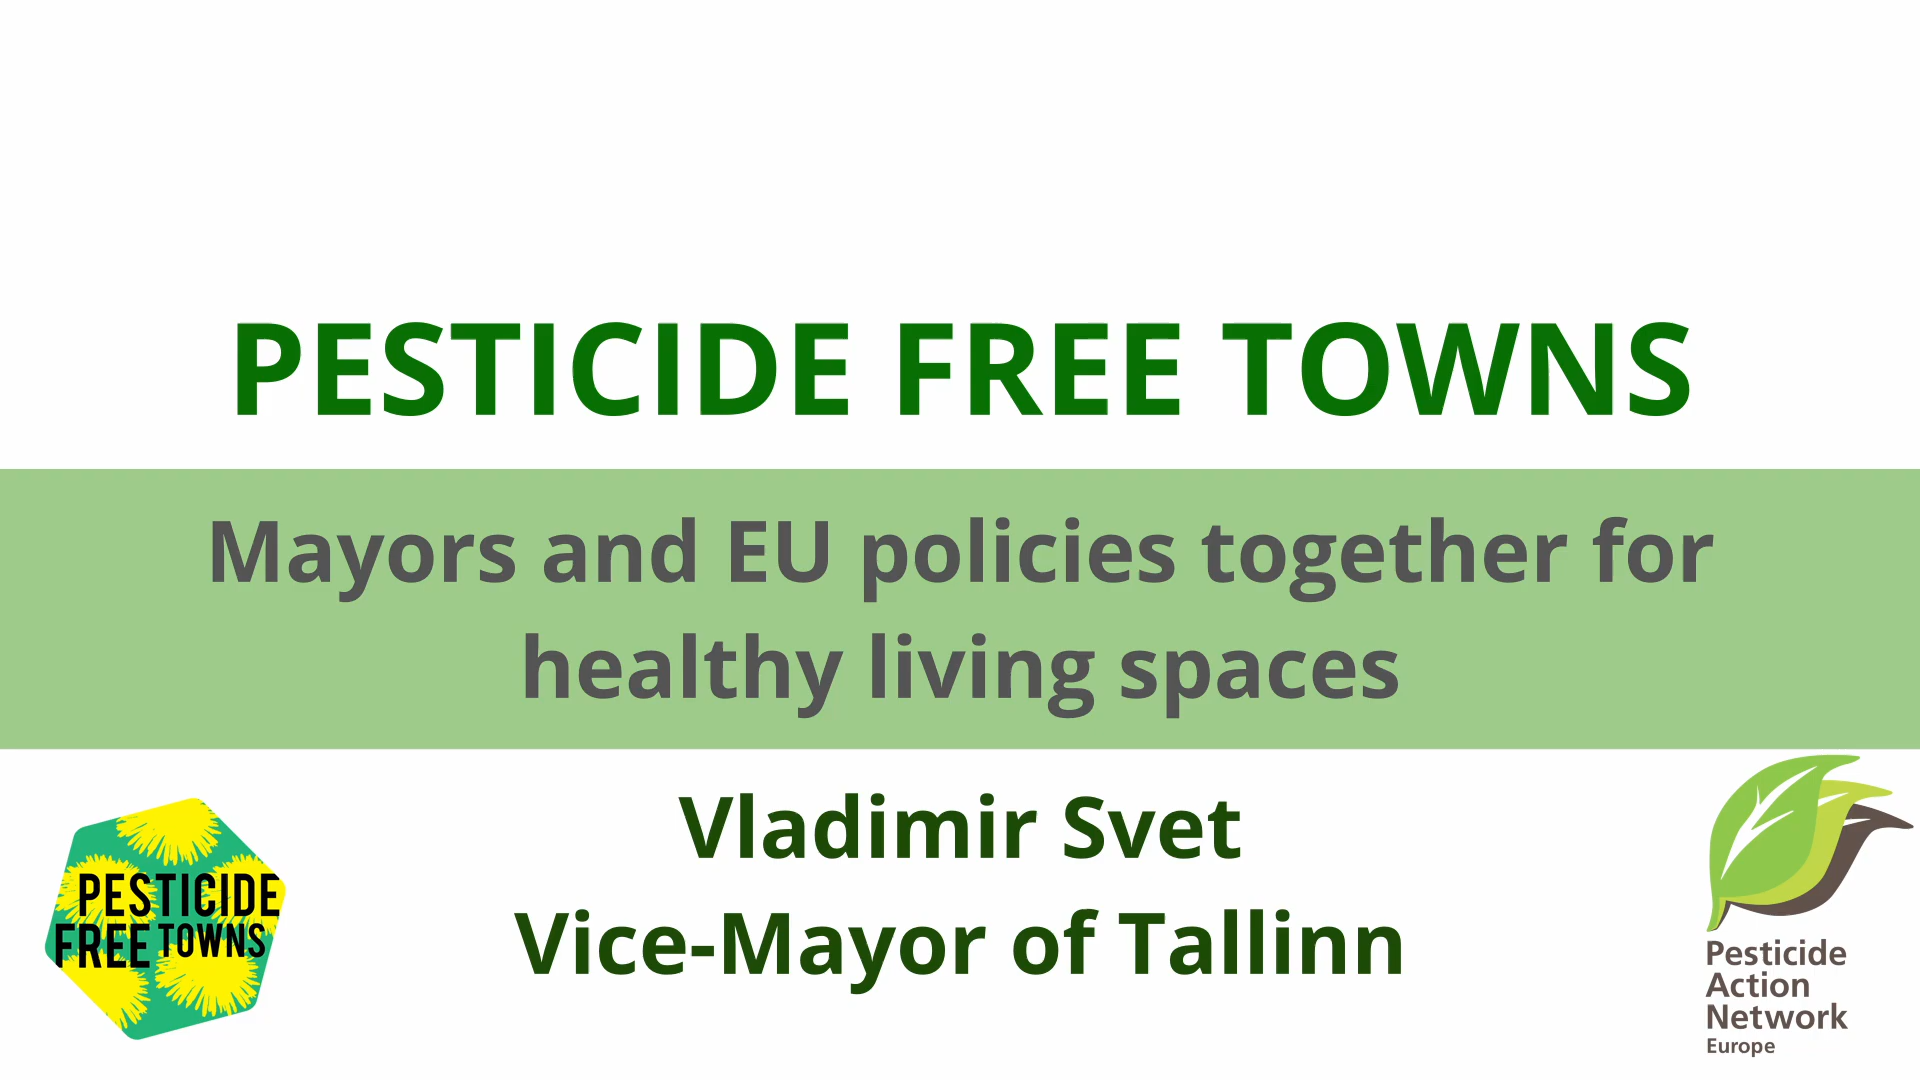 PESTICIDE FREE TOWNS
Mayors and EU policies together for
healthy living spaces
Vladimir Svet
Vice-Mayor of Tallinn
PESTICIDE
FREE TOWNS
Pesticide
Action
Network
Europe